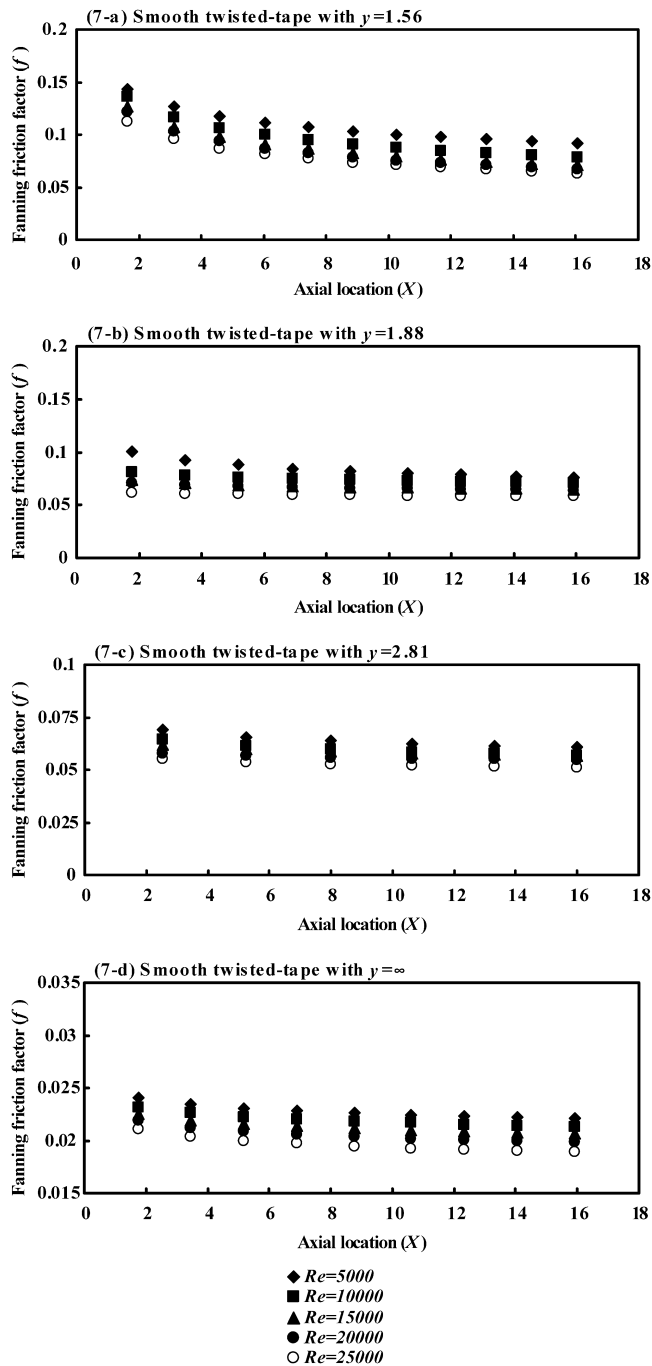 (7-a) Smooth twisted-tape with y=1.56
Fanning friction factor (f)
0.2
0.15
0.1
0.05
0
0 2 4 6 8 10 12 14 16 18
Axial location (X)
(7-b) Smooth twisted-tape with y=1.88
Fanning friction factor (f)
0.2
0.15
0.1
0.05
0
0 2 4 6 8 10 12 14 16 18
Axial location (X)
(7-c) Smooth twisted-tape with y=2.81
Fanning friction factor (f)
0.1
0.075
0.05
0.025
0
0 2 4 6 8 10 12 14 16 18
Axial location (X)
(7-d) Smooth twisted-tape with y=∞
Fanning friction factor (f)
0.035
0.03
0.025
0.02
0.015
0 2 4 6 8 10 12 14 16 18
Axial location (X)
Re=5000
Re=10000
Re=15000
Re=20000
Re=25000